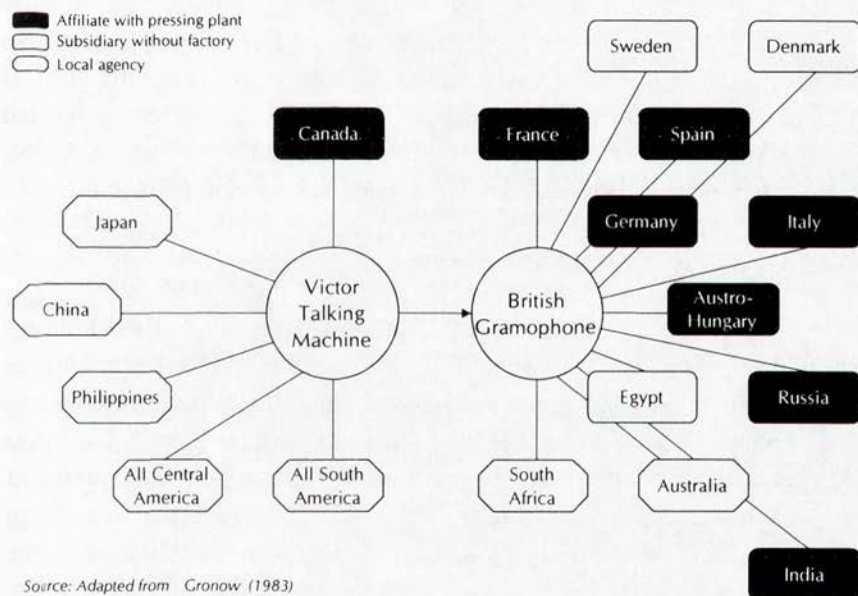 Affiliate with pressing plant
Subsidiary without factory
Local agency
Sweden
Denmark
Canada
France
Spain
Japan
Germany
Italy
China
Victor
Talking
Machine
British
Gramophone
Austro-
Hungary
Philippines
Egypt
Russia
All Central
America
All South
America
South
Africa
Australia
India
Source: Adapted from Gronow (1983)